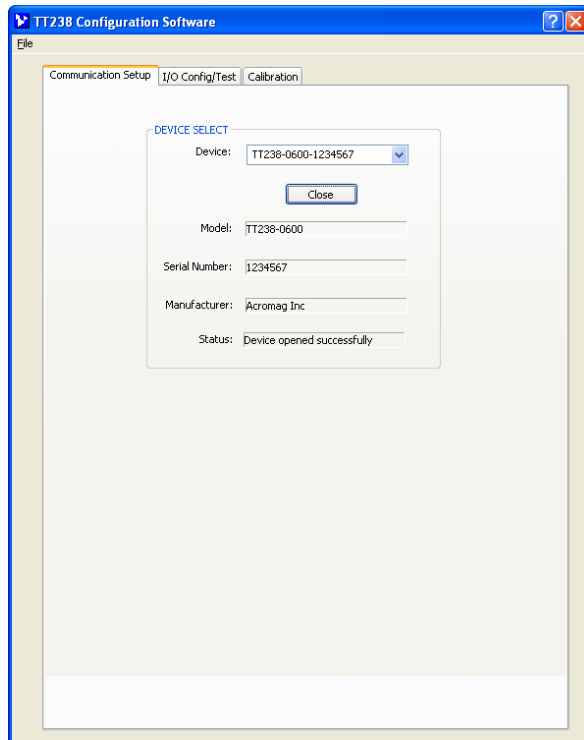 TT238 Configuration Software
File
Communication Setup I/O Config/Test Calibration
DEVICE SELECT
Device: TT238-0600-1234567
Close
Model: TT238-0600
Serial Number: 1234567
Manufacturer: Acromag Inc
Status: Device opened successfully